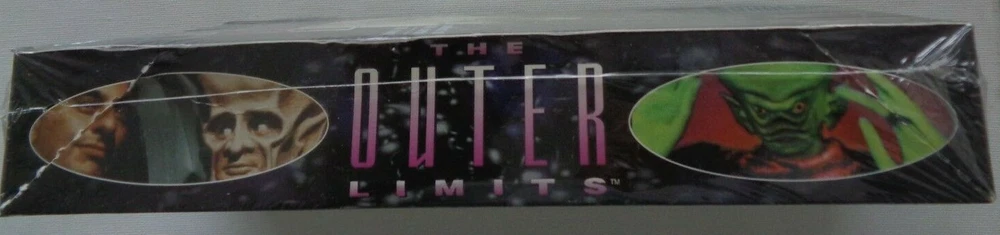 THE
OUTER
LIMITS™